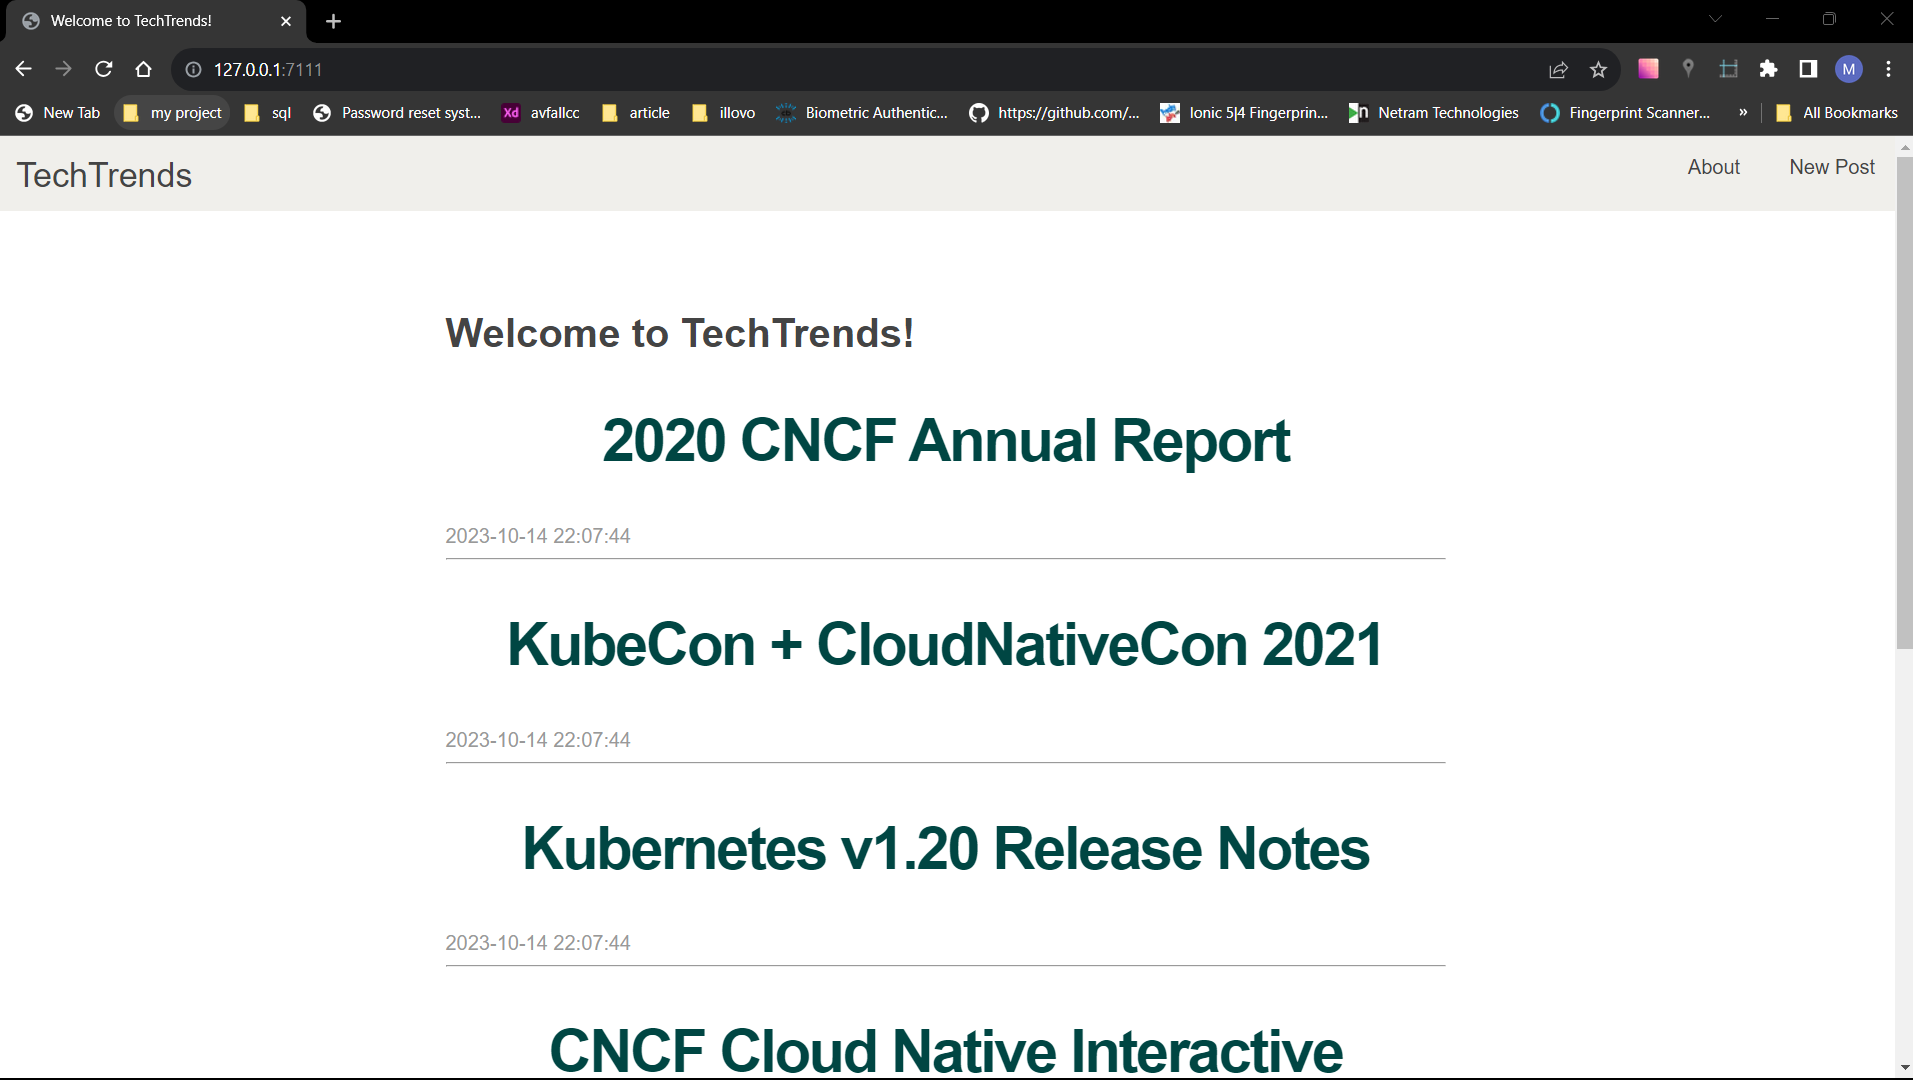 Welcome to TechTrends!
127.0.0.1:7111
M
New Tab my project sql Password reset syst... Xd avfallcc article illovo Biometric Authentic... https://github.com/... Ionic 5|4 Fingerprin... n Netram Technologies Fingerprint Scanner... » All Bookmarks
TechTrends About New Post
Welcome to TechTrends!
2020 CNCF Annual Report
2023-10-14 22:07:44
KubeCon + CloudNativeCon 2021
2023-10-14 22:07:44
Kubernetes v1.20 Release Notes
2023-10-14 22:07:44
CNCF Cloud Native Interactive